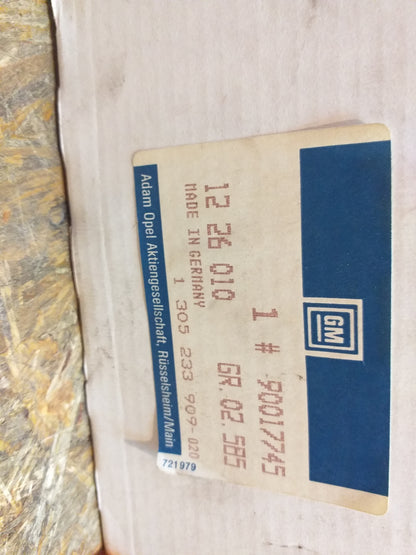 GM
1 # 90017745
12 26 010 GR. 02.585
MADE IN GERMANY
1 305 233 909-020
Adam Opel Aktiengesellschaft, Rüsselsheim/Main
721979